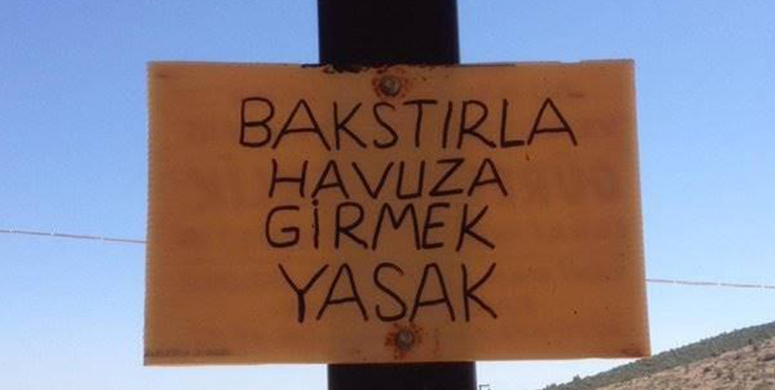 BAKSTIRLA
HAVUZA
GİRMEK
YASAK